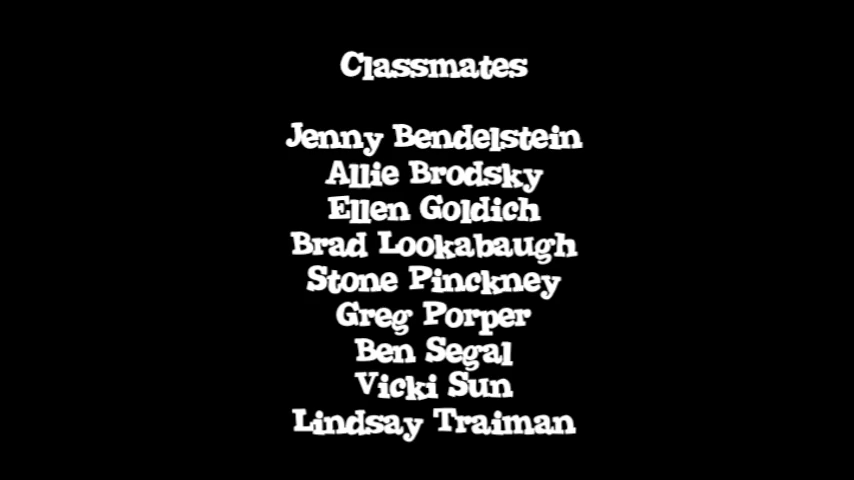 Classmates
Jenny Bendelstein
Allie Brodsky
Ellen Goldich
Brad Lookabaugh
Stone Pinckney
Greg Porper
Ben Segal
Vicki Sun
Lindsay Traiman